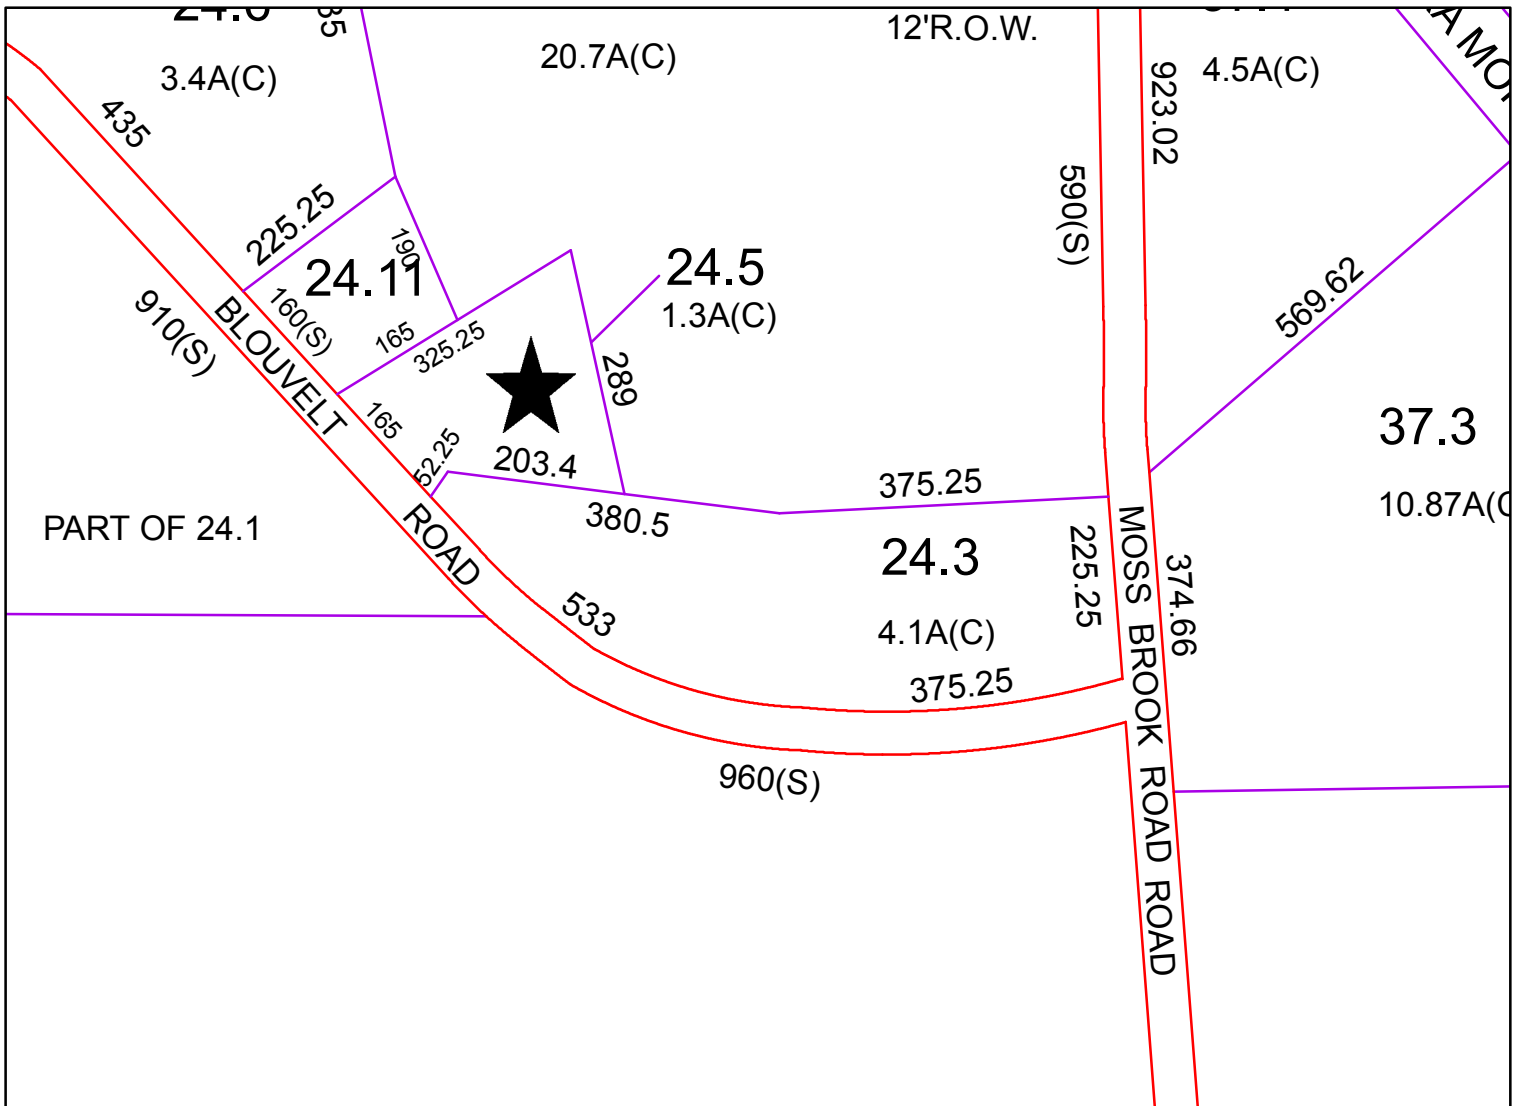 12'R.O.W.
20.7A(C)
3.4A(C)
4.5A(C)
435
923.02
590(S)
225.25
190
24.11
24.5
1.3A(C)
160(S)
165
325.25
289
569.62
910(S)
BLOUVELT
ROAD
165
52.25
203.4
380.5
375.25
37.3
PART OF 24.1
24.3
4.1A(C)
225.25
374.66
MOSS BROOK ROAD ROAD
533
375.25
960(S)